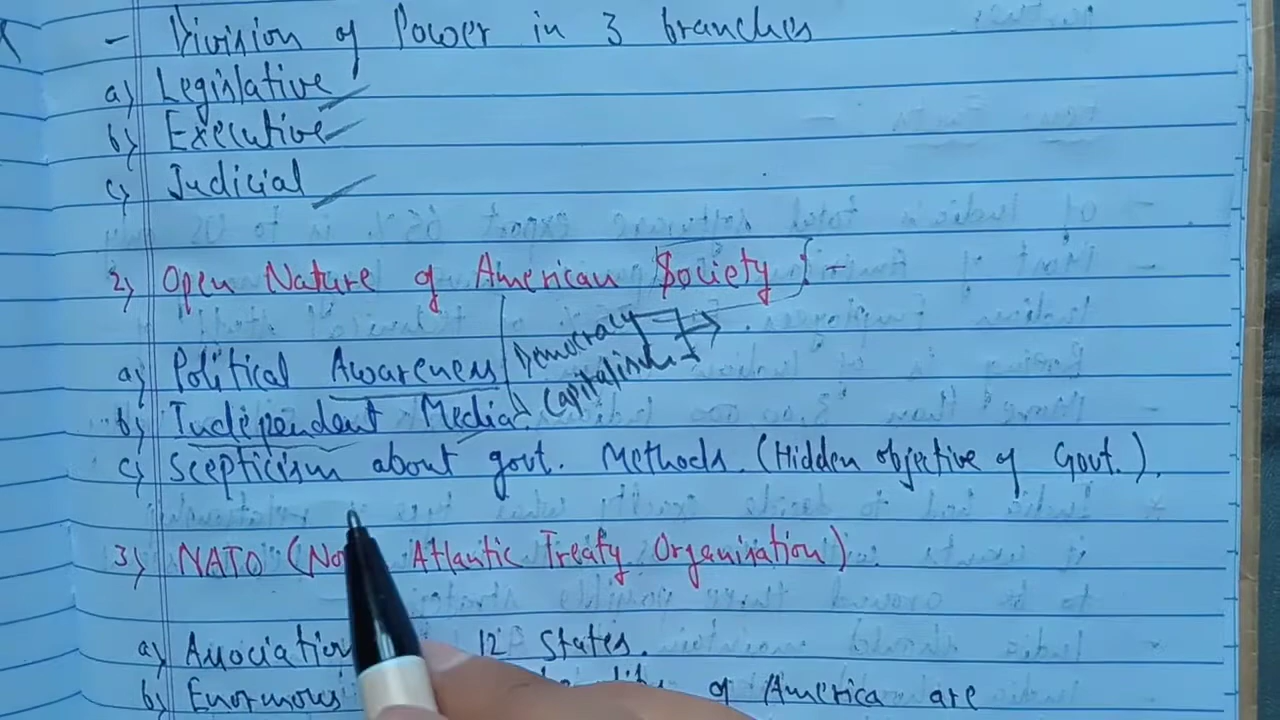 - Division of Power in 3 branches
a) Legislative
b) Executive
c) Judicial
2) Open Nature of American Society :-
a) Political Awareness
Democracy
b) Independent Media.
Capitalism
c) Scepticism about govt. Methods. (Hidden objective of Govt.).
3) NATO (No Atlantic Treaty Organisation).
a) Association 12 States.
b) Enormous of America are